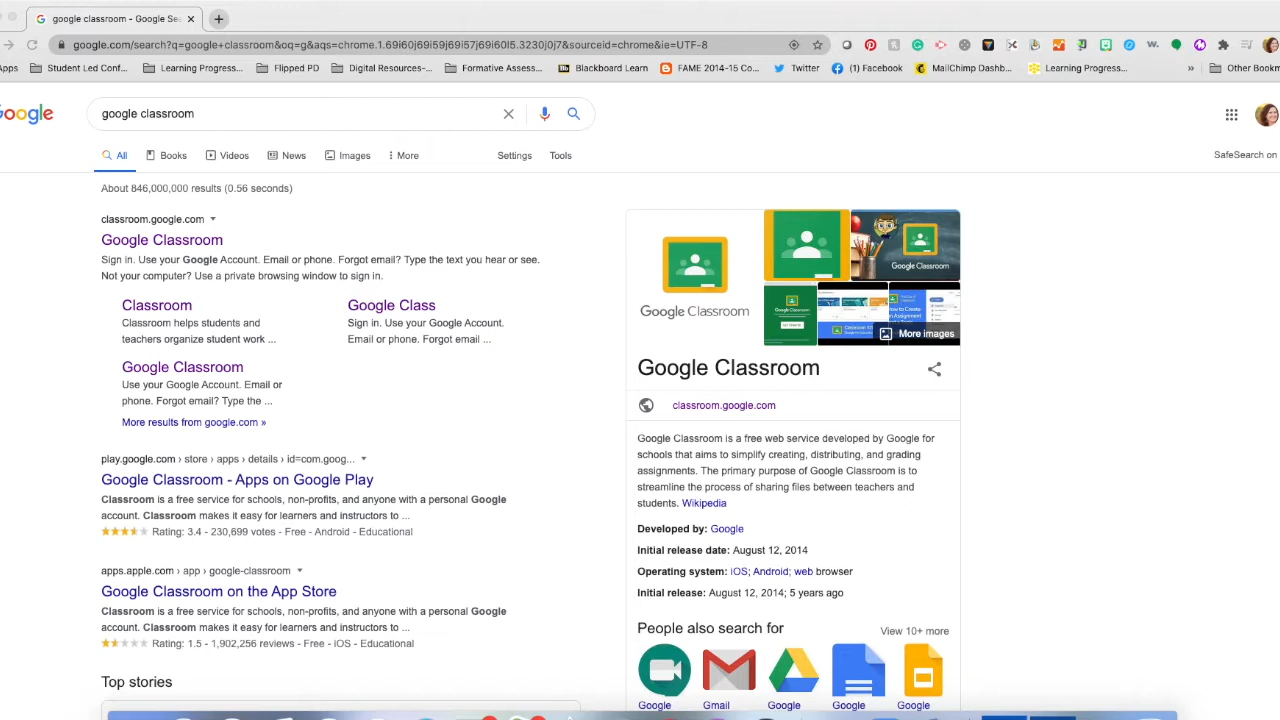 google classroom - Google Sea
google.com/search?q=google+classroom&oq=g&aqs=chrome.1.69i60j69i59j69i57j69i60l5.3230j0j7&sourceid=chrome&ie=UTF-8
Apps
Student Led Conf...
Learning Progress...
Flipped PD
Digital Resources-...
Formative Assess...
Bb
Blackboard Learn
FAME 2014-15 Co...
Twitter
(1) Facebook
MailChimp Dashb...
Learning Progress...
»
Other Bookm
Google
google classroom
All
Books
Videos
News
Images
More
Settings
Tools
SafeSearch on
About 846,000,000 results (0.56 seconds)
classroom.google.com
Google Classroom
Sign in. Use your Google Account. Email or phone. Forgot email? Type the text you hear or see.
Not your computer? Use a private browsing window to sign in.
Classroom
Classroom helps students and
teachers organize student work ...
Google Class
Sign in. Use your Google Account.
Email or phone. Forgot email ...
Google Classroom
Use your Google Account. Email or
phone. Forgot email? Type the ...
More results from google.com »
play.google.com › store › apps › details › id=com.goog...
Google Classroom - Apps on Google Play
Classroom is a free service for schools, non-profits, and anyone with a personal Google
account. Classroom makes it easy for learners and instructors to ...
Rating: 3.4 - 230,699 votes - Free - Android - Educational
apps.apple.com › app › google-classroom
Google Classroom on the App Store
Classroom is a free service for schools, non-profits, and anyone with a personal Google
account. Classroom makes it easy for learners and instructors to ...
Rating: 1.5 - 1,902,256 reviews - Free - iOS - Educational
Top stories
Google Classroom
Google Classroom
More images
Google Classroom
classroom.google.com
Google Classroom is a free web service developed by Google for
schools that aims to simplify creating, distributing, and grading
assignments. The primary purpose of Google Classroom is to
streamline the process of sharing files between teachers and
students. Wikipedia
Developed by: Google
Initial release date: August 12, 2014
Operating system: iOS; Android; web browser
Initial release: August 12, 2014; 5 years ago
People also search for
View 10+ more
Google
Gmail
Google
Google
Google